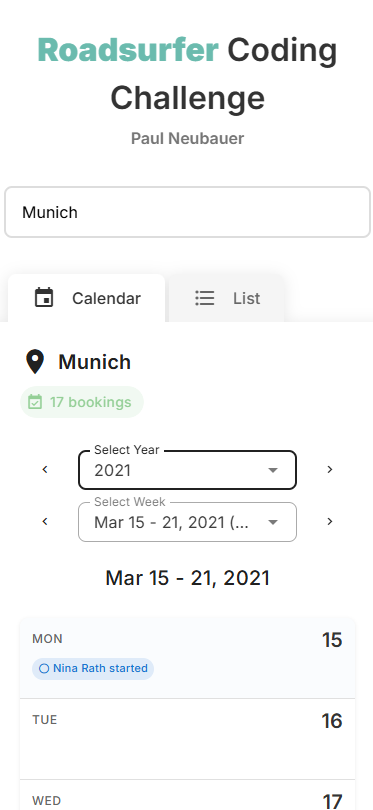 Roadsurfer Coding
Challenge
Paul Neubauer
Munich
Calendar
List
Munich
17 bookings
Select Year
2021
Select Week
Mar 15 - 21, 2021 (...
Mar 15 - 21, 2021
MON 15
Nina Rath started
TUE 16
WED 17